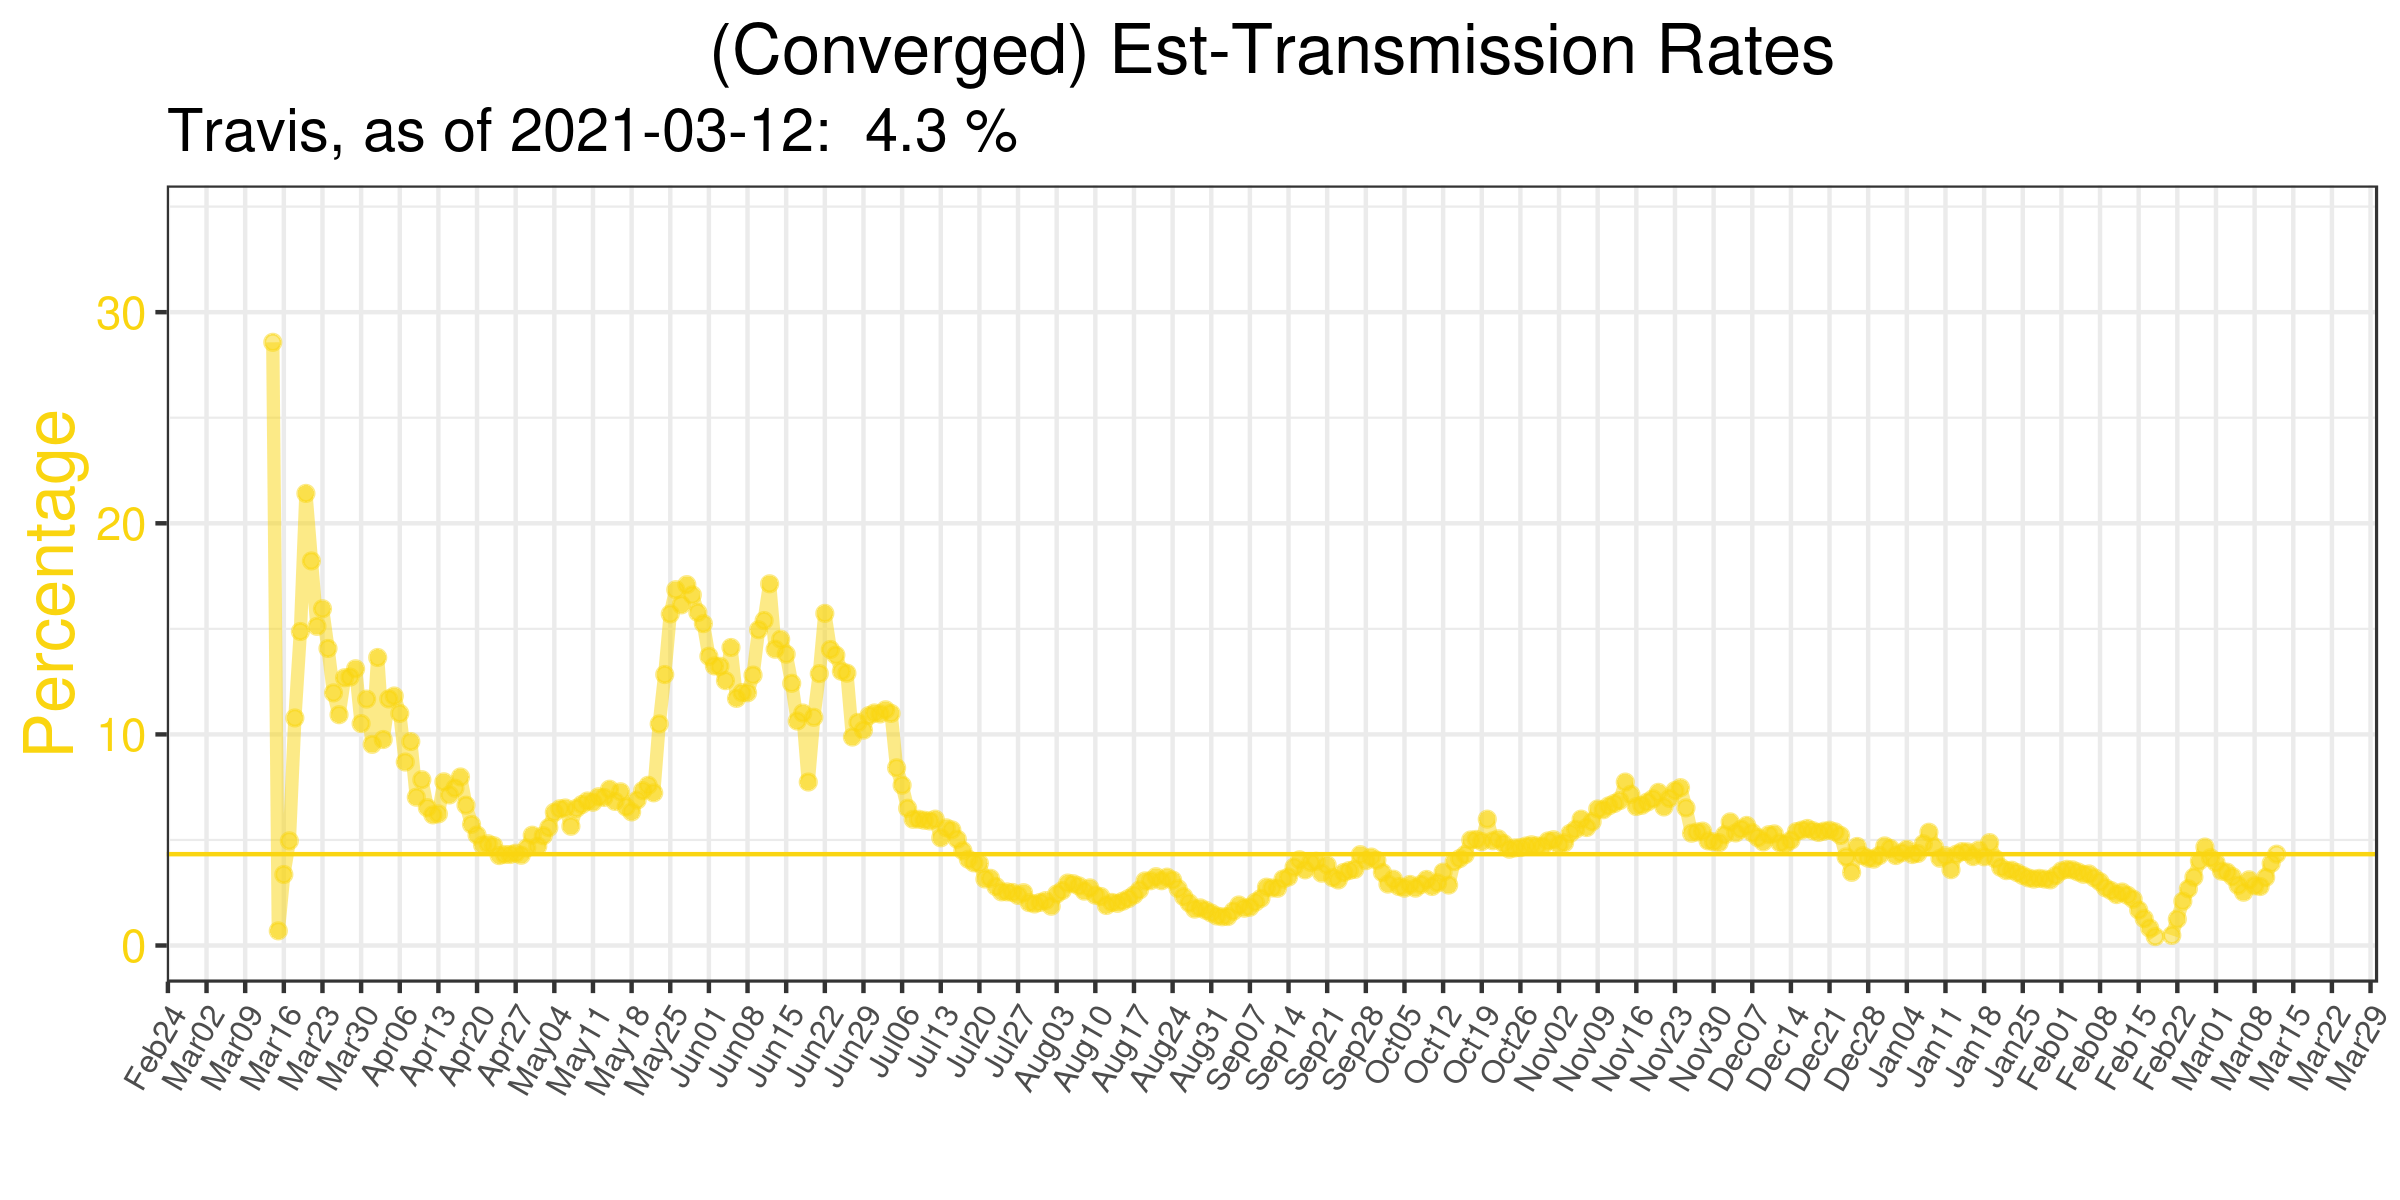 (Converged) Est-Transmission Rates
Travis, as of 2021-03-12:  4.3 %
Percentage
30
20
10
0
Feb24
Mar02
Mar09
Mar16
Mar23
Mar30
Apr06
Apr13
Apr20
Apr27
May04
May11
May18
May25
Jun01
Jun08
Jun15
Jun22
Jun29
Jul06
Jul13
Jul20
Jul27
Aug03
Aug10
Aug17
Aug24
Aug31
Sep07
Sep14
Sep21
Sep28
Oct05
Oct12
Oct19
Oct26
Nov02
Nov09
Nov16
Nov23
Nov30
Dec07
Dec14
Dec21
Dec28
Jan04
Jan11
Jan18
Jan25
Feb01
Feb08
Feb15
Feb22
Mar01
Mar08
Mar15
Mar22
Mar29